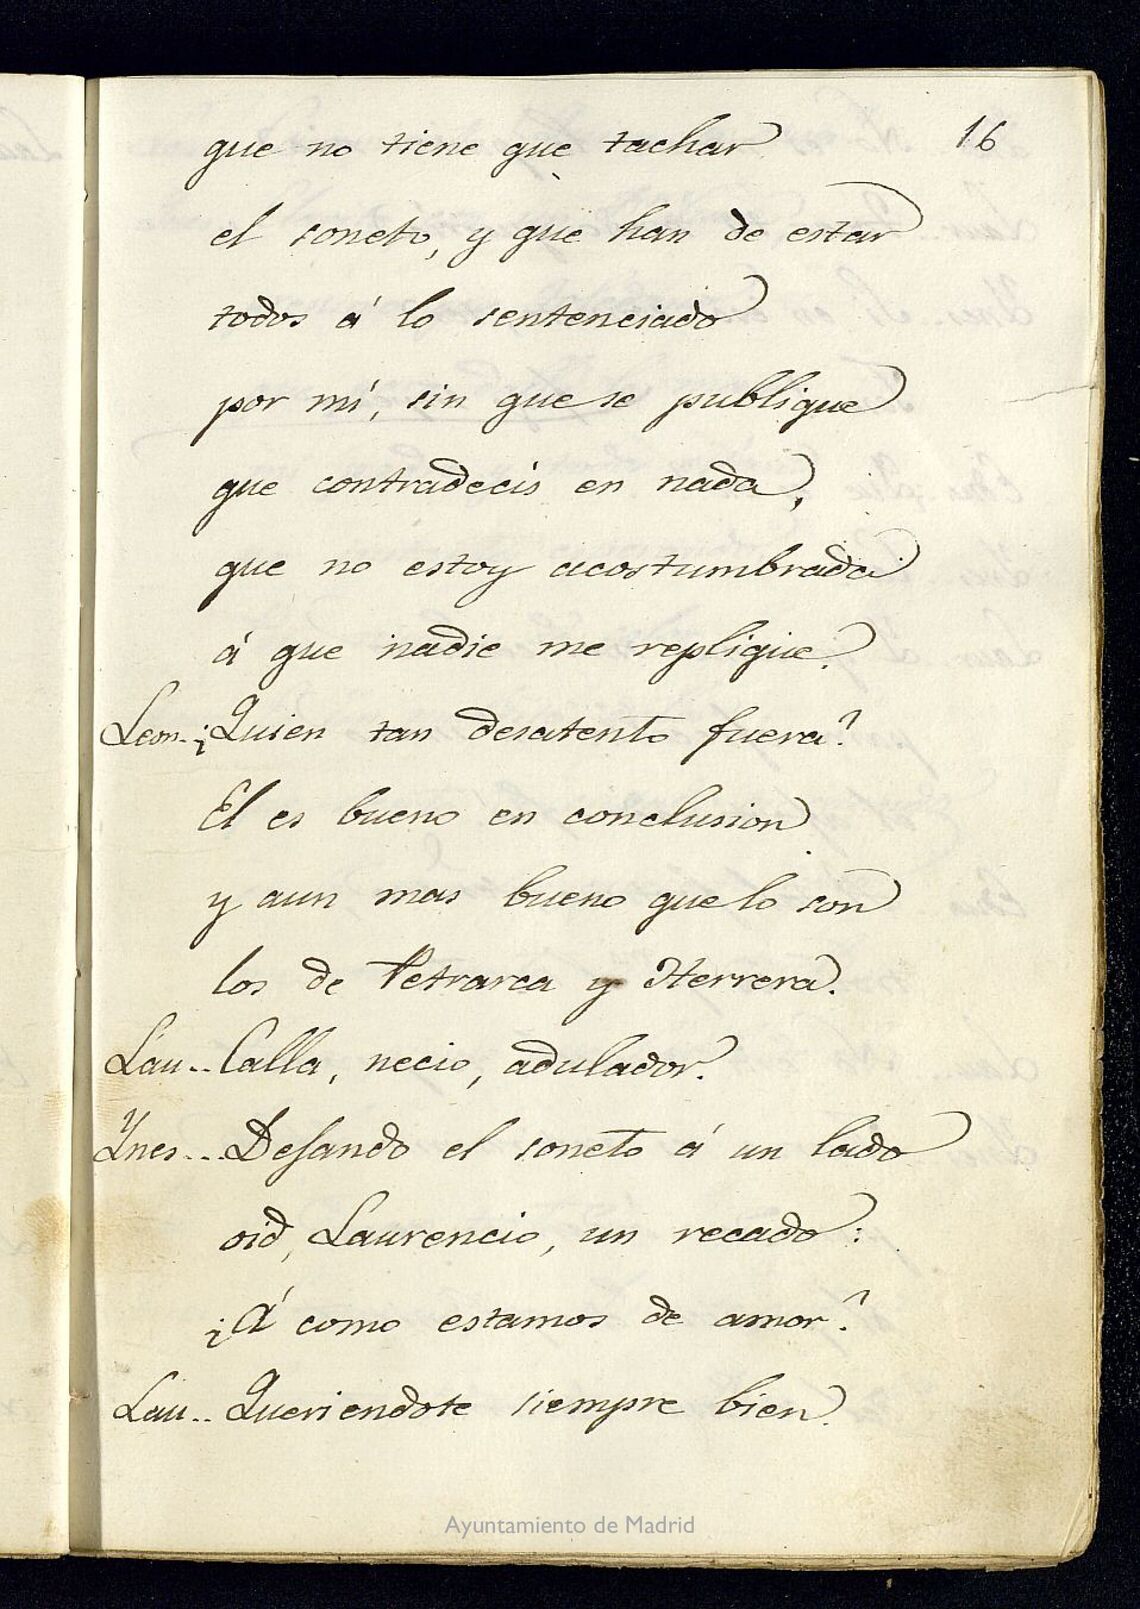 16
que no tiene que tachar
el soneto, y que han de estar
todos á lo sentenciado
por mí, sin que se publique
que contradecis en nada,
que no estoy acostumbrada
á que nadie me replique.
Leon. ¿Quien tan desatento fuera?
El es bueno en conclusion
y aun mas bueno que lo son
los de Petrarca y Herrera.
Lau.. Calla, necio, adulador.
Ynes... Dejando el soneto á un lado
oid, Laurencio, un recado:
¿Á como estamos de amor?
Lau.. Queriendote siempre bien.
Ayuntamiento de Madrid